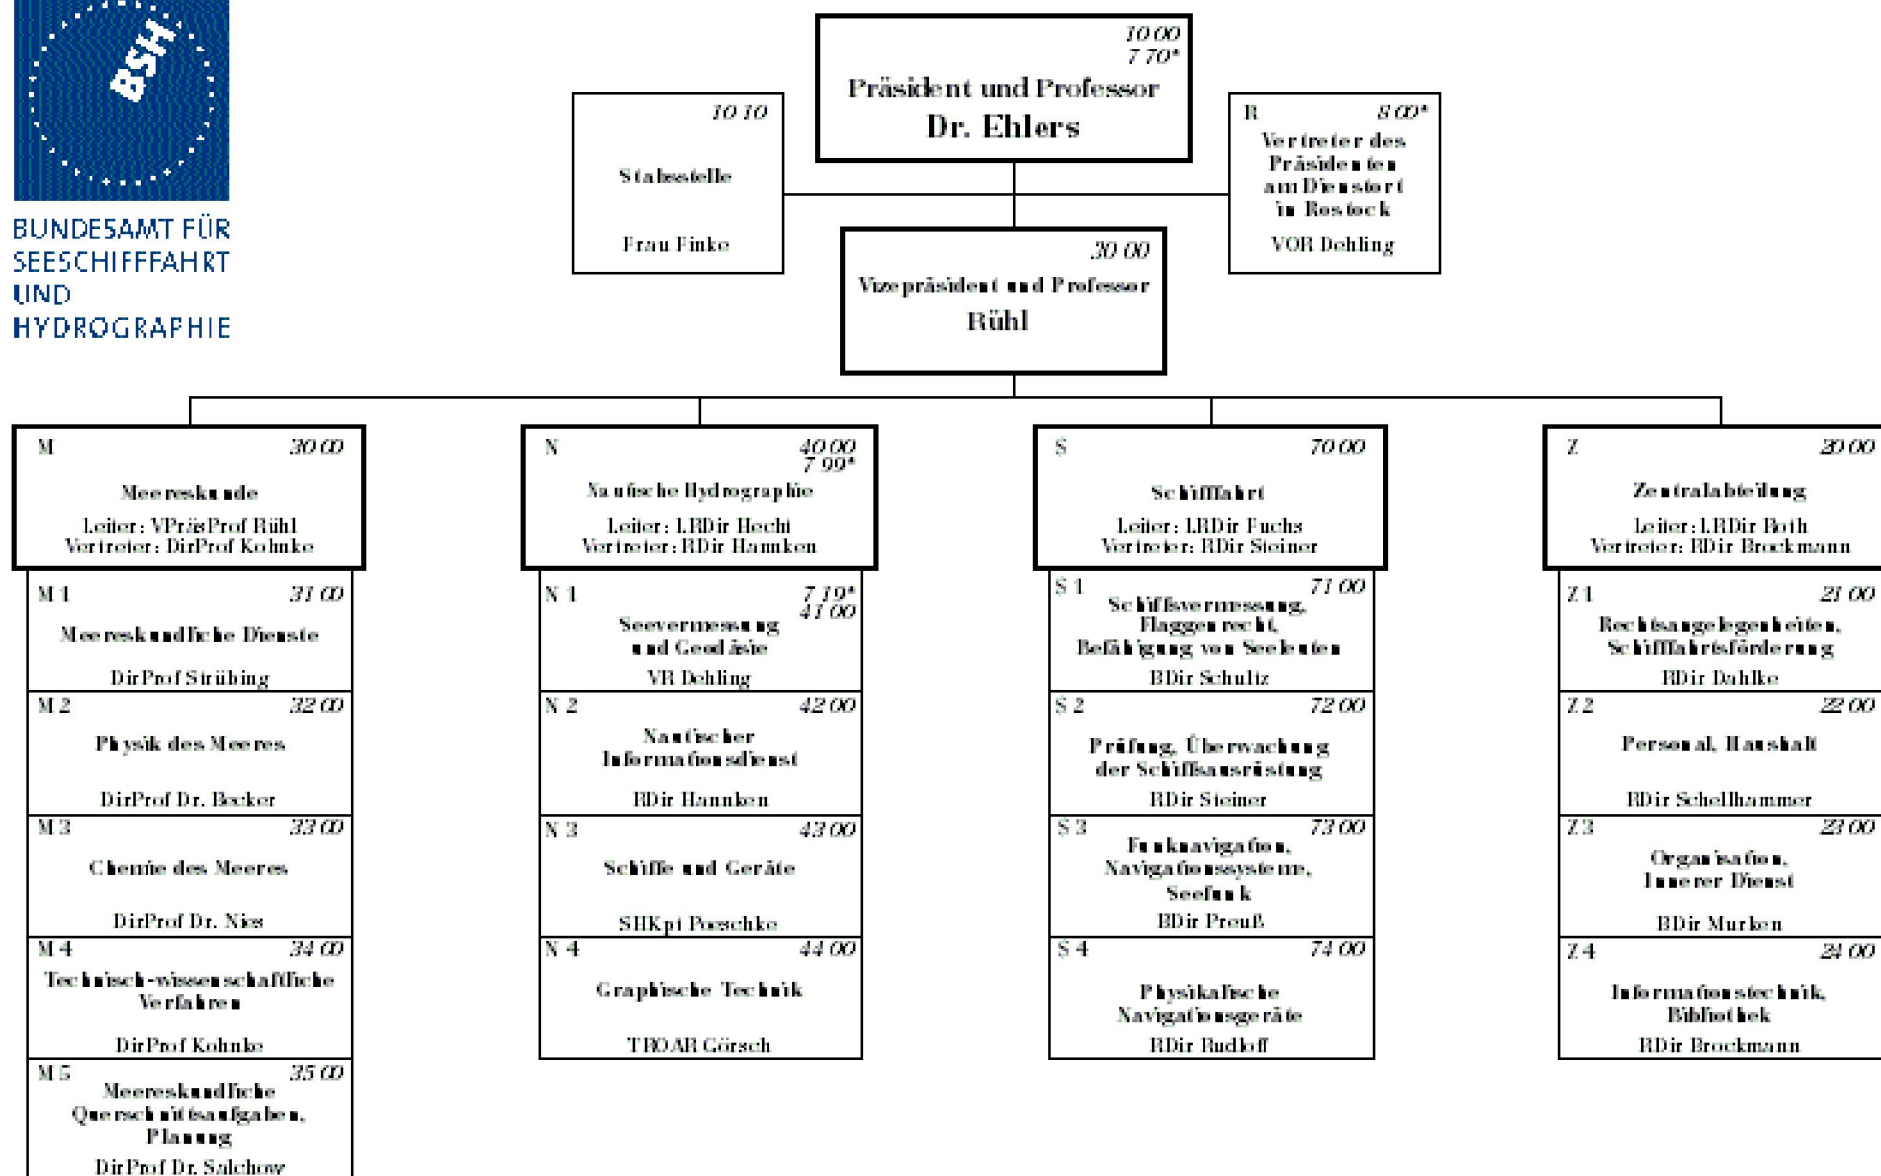 BSH
BUNDESAMT FÜR
SEESCHIFFFAHRT
UND
HYDROGRAPHIE
10 00
7 70*
Präsident und Professor
Dr. Ehlers
10 10
Stabsstelle
Frau Finke
R 8 00*
Vertreter des
Präsidenten
am Dienstort
in Rostock
VOR Dehling
30 00
Vizepräsident und Professor
Rühl
M 30 00
Meereskunde
Leiter: VPräsProf Rühl
Vertreter: DirProf Kohnke
M 1 31 00
Meereskundliche Dienste
DirProf Strübing
M 2 32 00
Physik des Meeres
DirProf Dr. Becker
M 3 33 00
Chemie des Meeres
DirProf Dr. Nies
M 4 34 00
Technisch-wissenschaftliche
Verfahren
DirProf Kohnke
M 5 35 00
Meereskundliche
Querschnittsaufgaben,
Planung
DirProf Dr. Salchow
N 40 00
7 99*
Nautische Hydrographie
Leiter: LRDir Hecht
Vertreter: RDir Hannken
N 1 7 19*
41 00
Seevermessung
und Geodäsie
VR Dehling
N 2 42 00
Nautischer
Informationsdienst
RDir Hannken
N 3 43 00
Schiffe und Geräte
SHKpt Poeschke
N 4 44 00
Graphische Technik
TROAR Görsch
S 70 00
Schifffahrt
Leiter: LRDir Fuchs
Vertreter: RDir Steiner
S 1 71 00
Schiffsvermessung,
Flaggenrecht,
Befähigung von Seeleuten
BDir Schultz
S 2 72 00
Prüfung, Überwachung
der Schiffsausrüstung
RDir Steiner
S 3 73 00
Funknavigation,
Navigationssysteme,
Seefunk
BDir Preuß
S 4 74 00
Physikalische
Navigationsgeräte
RDir Rudloff
Z 20 00
Zentralabteilung
Leiter: LRDir Roth
Vertreter: RDir Brockmann
Z 1 21 00
Rechtsangelegenheiten,
Schifffahrtsförderung
RDir Dahlke
Z 2 22 00
Personal, Haushalt
RDir Schellhammer
Z 3 23 00
Organisation,
Innerer Dienst
BDir Murken
Z 4 24 00
Informationstechnik,
Bibliothek
RDir Brockmann